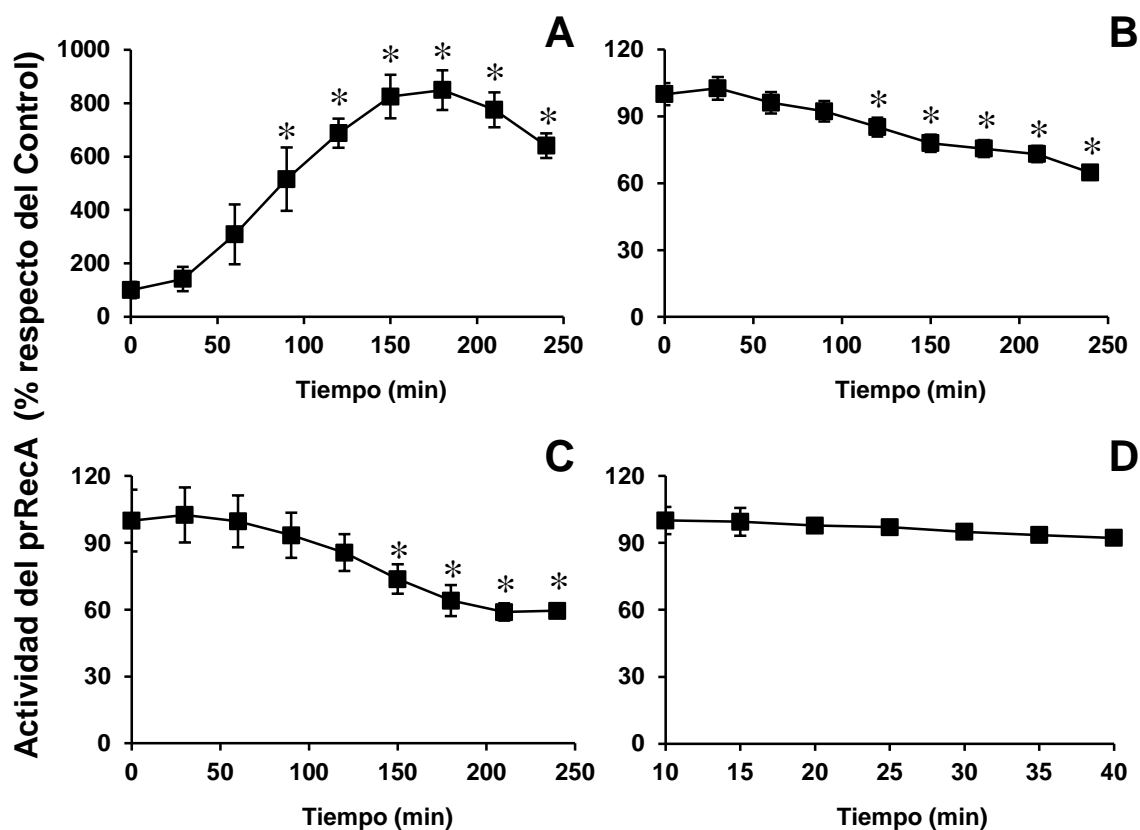 Actividad del prRecA (% respecto del Control)
A
1000
800
600
400
200
0
* * * * * *
0 50 100 150 200 250
Tiempo (min)
B
120
90
60
30
0
* * * * *
0 50 100 150 200 250
Tiempo (min)
C
120
90
60
30
0
* * * *
0 50 100 150 200 250
Tiempo (min)
D
120
90
60
30
0
10 15 20 25 30 35 40
Tiempo (min)